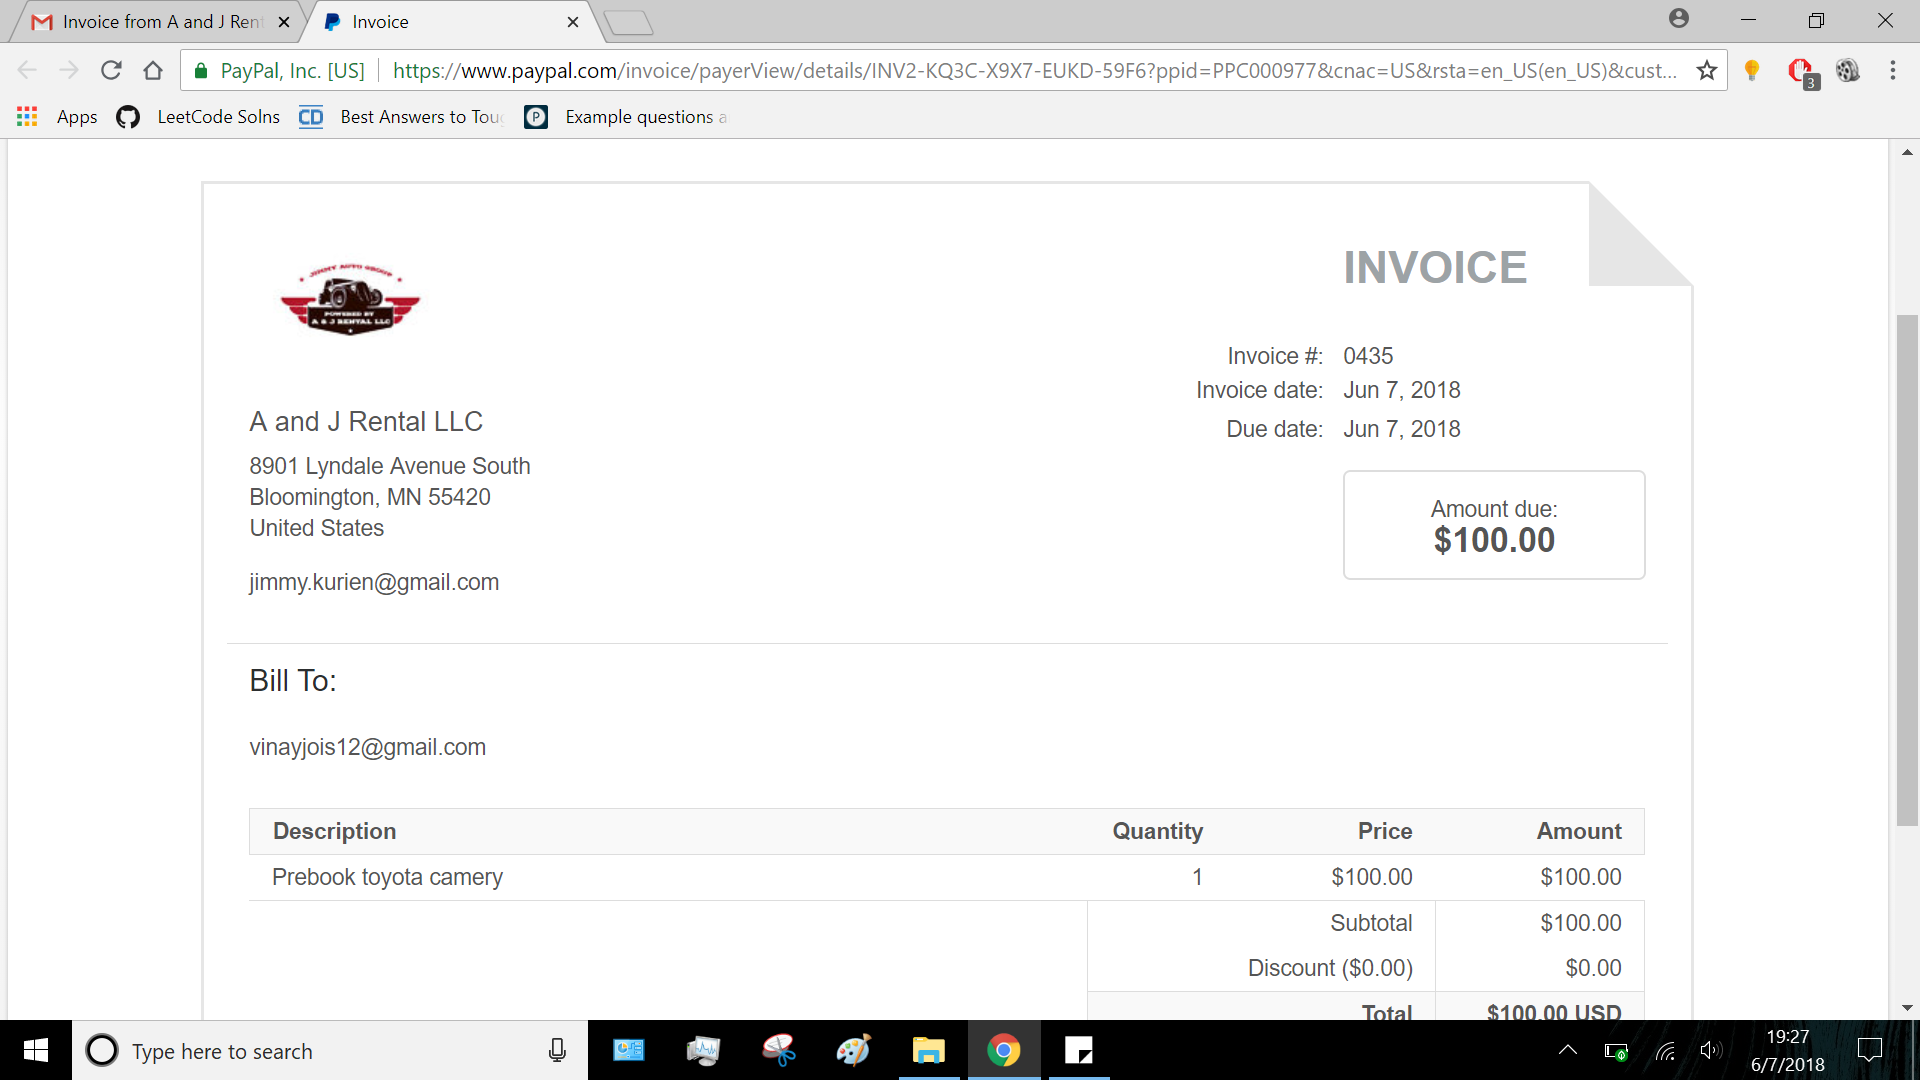 Invoice from A and J Ren
Invoice
PayPal, Inc. [US]
https://www.paypal.com/invoice/payerView/details/INV2-KQ3C-X9X7-EUKD-59F6?ppid=PPC000977&cnac=US&rsta=en_US(en_US)&cust...
3
Apps
LeetCode Solns
CD
Best Answers to Tou
P
Example questions a
JIMMY AUTO GROUP
POWERED BY
A & J RENTAL LLC
INVOICE
Invoice #: 0435
Invoice date: Jun 7, 2018
Due date: Jun 7, 2018
Amount due:
$100.00
A and J Rental LLC
8901 Lyndale Avenue South
Bloomington, MN 55420
United States
jimmy.kurien@gmail.com
Bill To:
vinayjois12@gmail.com
Description Quantity Price Amount
Prebook toyota camery 1 $100.00 $100.00
Subtotal $100.00
Discount ($0.00) $0.00
Total $100.00 USD
Type here to search
19:27
6/7/2018